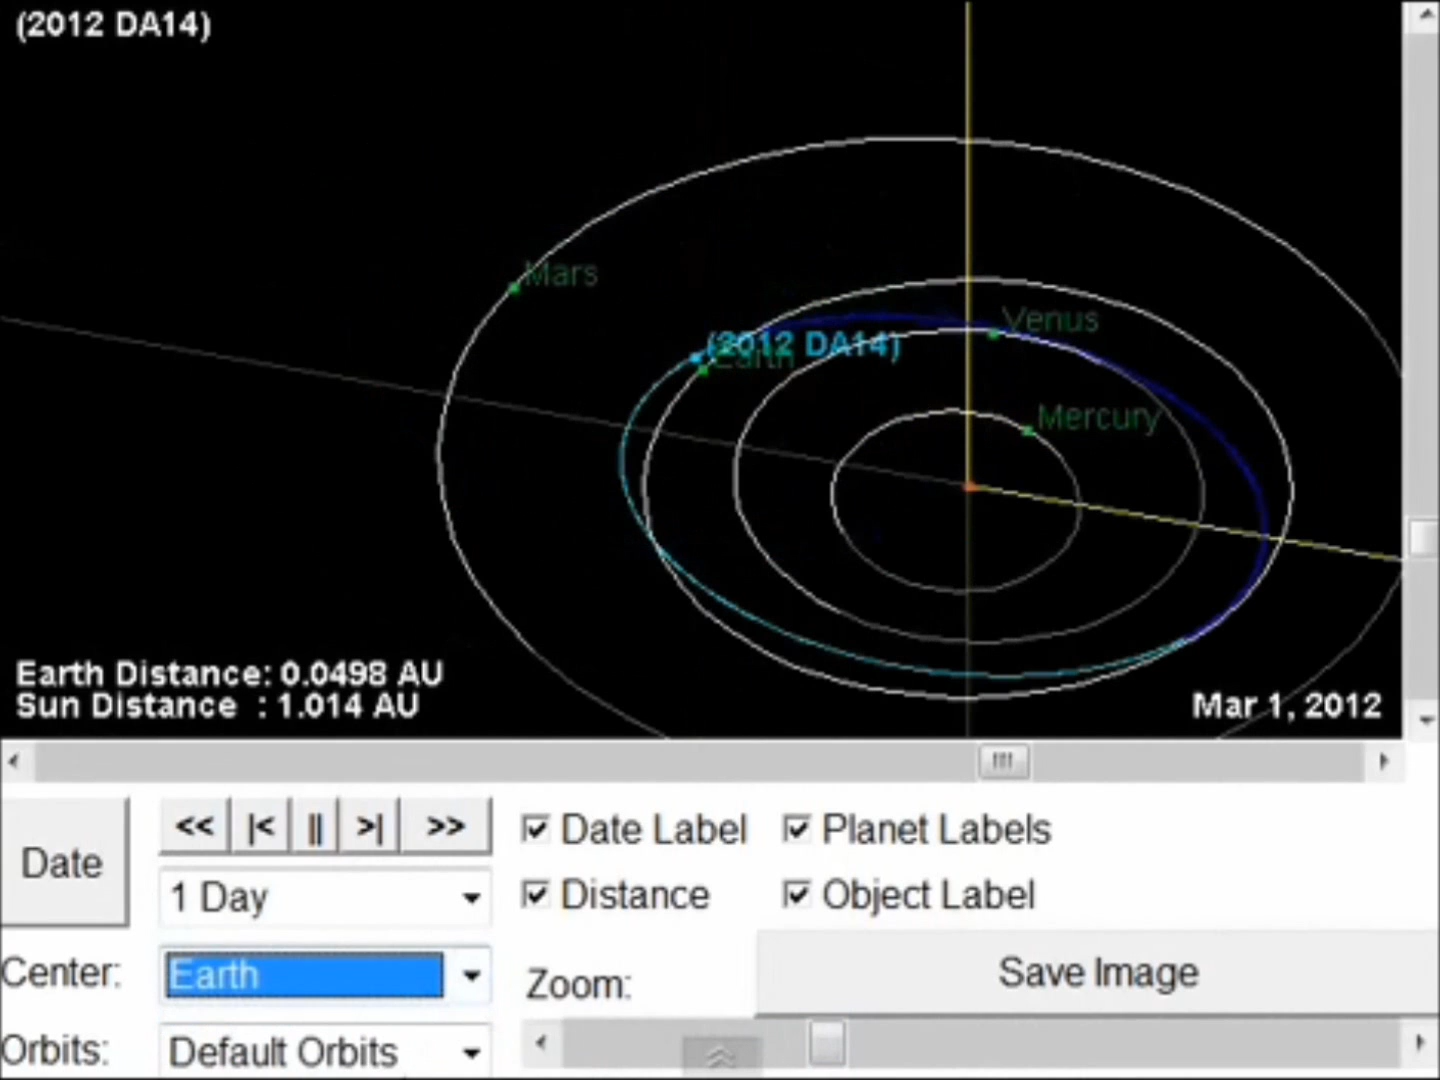 (2012 DA14)
Mars
Venus
(2012 DA14)
Earth
Mercury
Earth Distance: 0.0498 AU
Sun Distance : 1.014 AU
Mar 1, 2012
Date
<< |< || >| >>
1 Day
Date Label
Planet Labels
Distance
Object Label
Center:
Earth
Zoom:
Save Image
Orbits:
Default Orbits